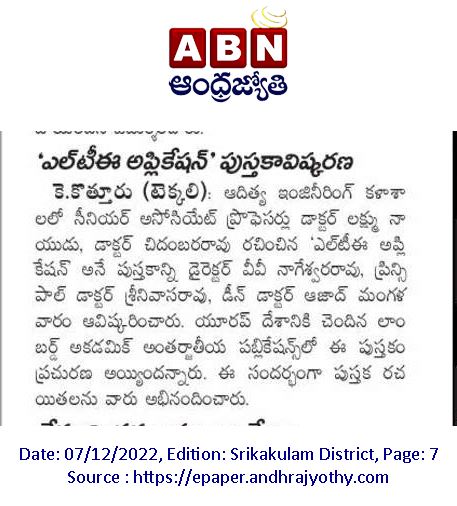 ABN
ఆంధ్రజ్యోతి
‘ఎల్‌టీఈ అప్లికేషన్’ పుస్తకావిష్కరణ
కె.కొత్తూరు (టెక్కలి): ఆదిత్య ఇంజినీరింగ్ కళాశా
లలో సీనియర్ అసోసియేట్ ప్రొఫెసర్లు డాక్టర్ లక్ష్ము నా
యుడు, డాక్టర్ చిదంబరరావు రచించిన ‘ఎల్‌టీఈ అప్లి
కేషన్’ అనే పుస్తకాన్ని డైరెక్టర్ వీవీ నాగేశ్వరరావు, ప్రిన్సి
పాల్ డాక్టర్ శ్రీనివాసరావు, డీన్ డాక్టర్ ఆజాద్ మంగళ
వారం ఆవిష్కరించారు. యూరప్ దేశానికి చెందిన లాం
బర్డ్ అకడమిక్ అంతర్జాతీయ పబ్లికేషన్స్‌లో ఈ పుస్తకం
ప్రచురణ అయ్యిందన్నారు. ఈ సందర్భంగా పుస్తక రచ
యితలను వారు అభినందించారు.
Date: 07/12/2022, Edition: Srikakulam District, Page: 7
Source : https://epaper.andhrajyothy.com